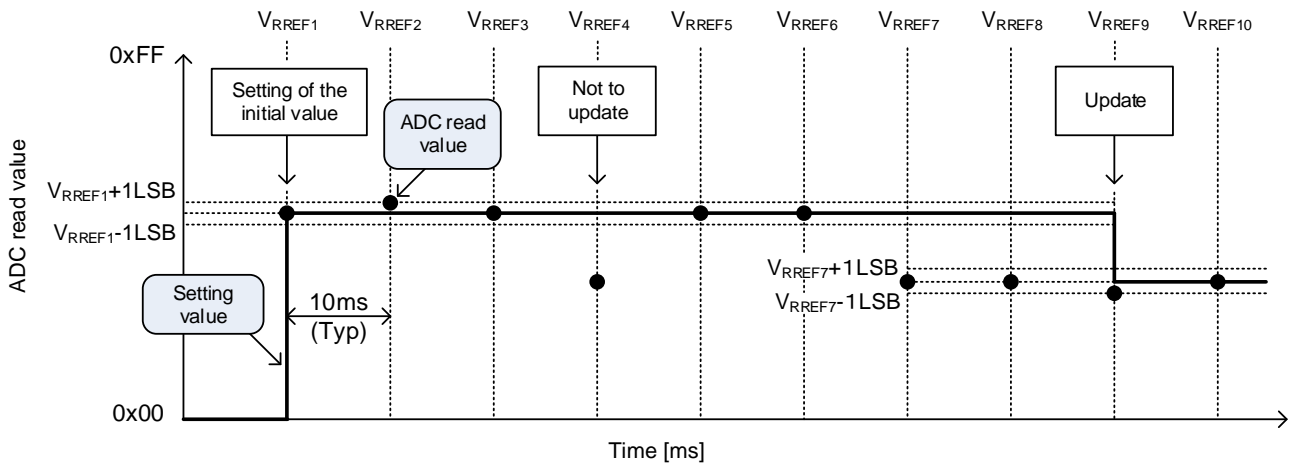 VRREF1 VRREF2 VRREF3 VRREF4 VRREF5 VRREF6 VRREF7 VRREF8 VRREF9 VRREF10
0xFF
Setting of the
initial value
Not to
update
Update
ADC read
value
ADC read value
VRREF1+1LSB
VRREF1-1LSB
VRREF7+1LSB
VRREF7-1LSB
Setting
value
10ms
(Typ)
0x00
Time [ms]